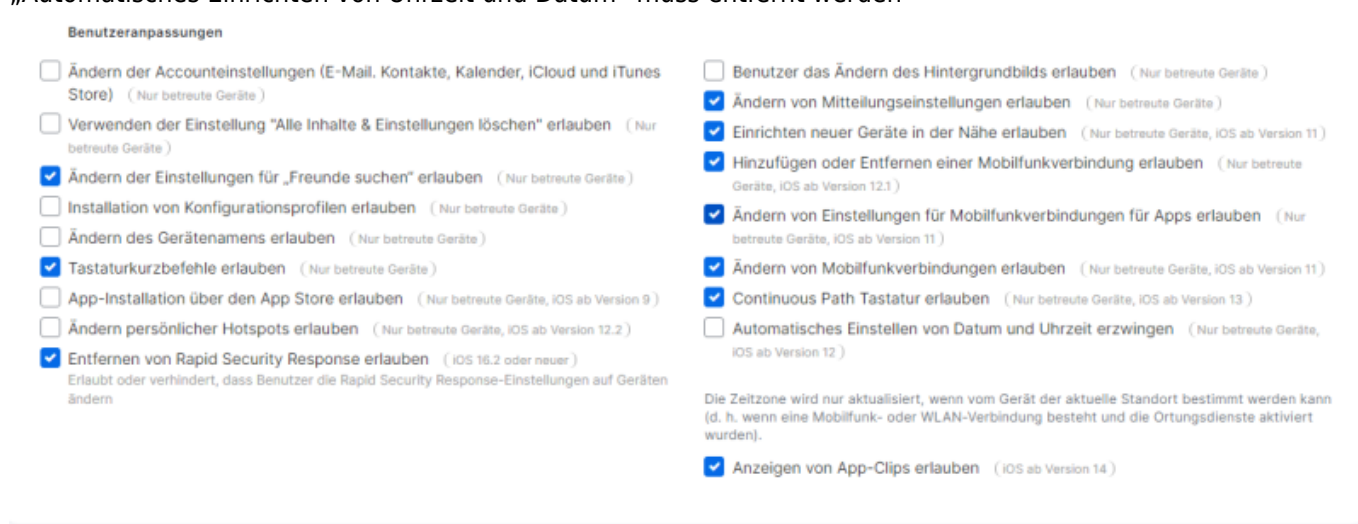 „Automatisches Einrichten von Uhrzeit und Datum“ muss entfernt werden
Benutzeranpassungen
Ändern der Accounteinstellungen (E-Mail. Kontakte, Kalender, iCloud und iTunes
Store) (Nur betreute Geräte)
Verwenden der Einstellung "Alle Inhalte & Einstellungen löschen" erlauben (Nur
betreute Geräte)
Ändern der Einstellungen für „Freunde suchen“ erlauben (Nur betreute Geräte)
Installation von Konfigurationsprofilen erlauben (Nur betreute Geräte)
Ändern des Gerätenamens erlauben (Nur betreute Geräte)
Tastaturkurzbefehle erlauben (Nur betreute Geräte)
App-Installation über den App Store erlauben (Nur betreute Geräte, iOS ab Version 9)
Ändern persönlicher Hotspots erlauben (Nur betreute Geräte, iOS ab Version 12.2)
Entfernen von Rapid Security Response erlauben (iOS 16.2 oder neuer)
Erlaubt oder verhindert, dass Benutzer die Rapid Security Response-Einstellungen auf Geräten
ändern
Benutzer das Ändern des Hintergrundbilds erlauben (Nur betreute Geräte)
Ändern von Mitteilungseinstellungen erlauben (Nur betreute Geräte)
Einrichten neuer Geräte in der Nähe erlauben (Nur betreute Geräte, iOS ab Version 11)
Hinzufügen oder Entfernen einer Mobilfunkverbindung erlauben (Nur betreute
Geräte, iOS ab Version 12.1)
Ändern von Einstellungen für Mobilfunkverbindungen für Apps erlauben (Nur
betreute Geräte, iOS ab Version 11)
Ändern von Mobilfunkverbindungen erlauben (Nur betreute Geräte, iOS ab Version 11)
Continuous Path Tastatur erlauben (Nur betreute Geräte, iOS ab Version 13)
Automatisches Einstellen von Datum und Uhrzeit erzwingen (Nur betreute Geräte,
iOS ab Version 12)
Die Zeitzone wird nur aktualisiert, wenn vom Gerät der aktuelle Standort bestimmt werden kann
(d. h. wenn eine Mobilfunk- oder WLAN-Verbindung besteht und die Ortungsdienste aktiviert
wurden).
Anzeigen von App-Clips erlauben (iOS ab Version 14)